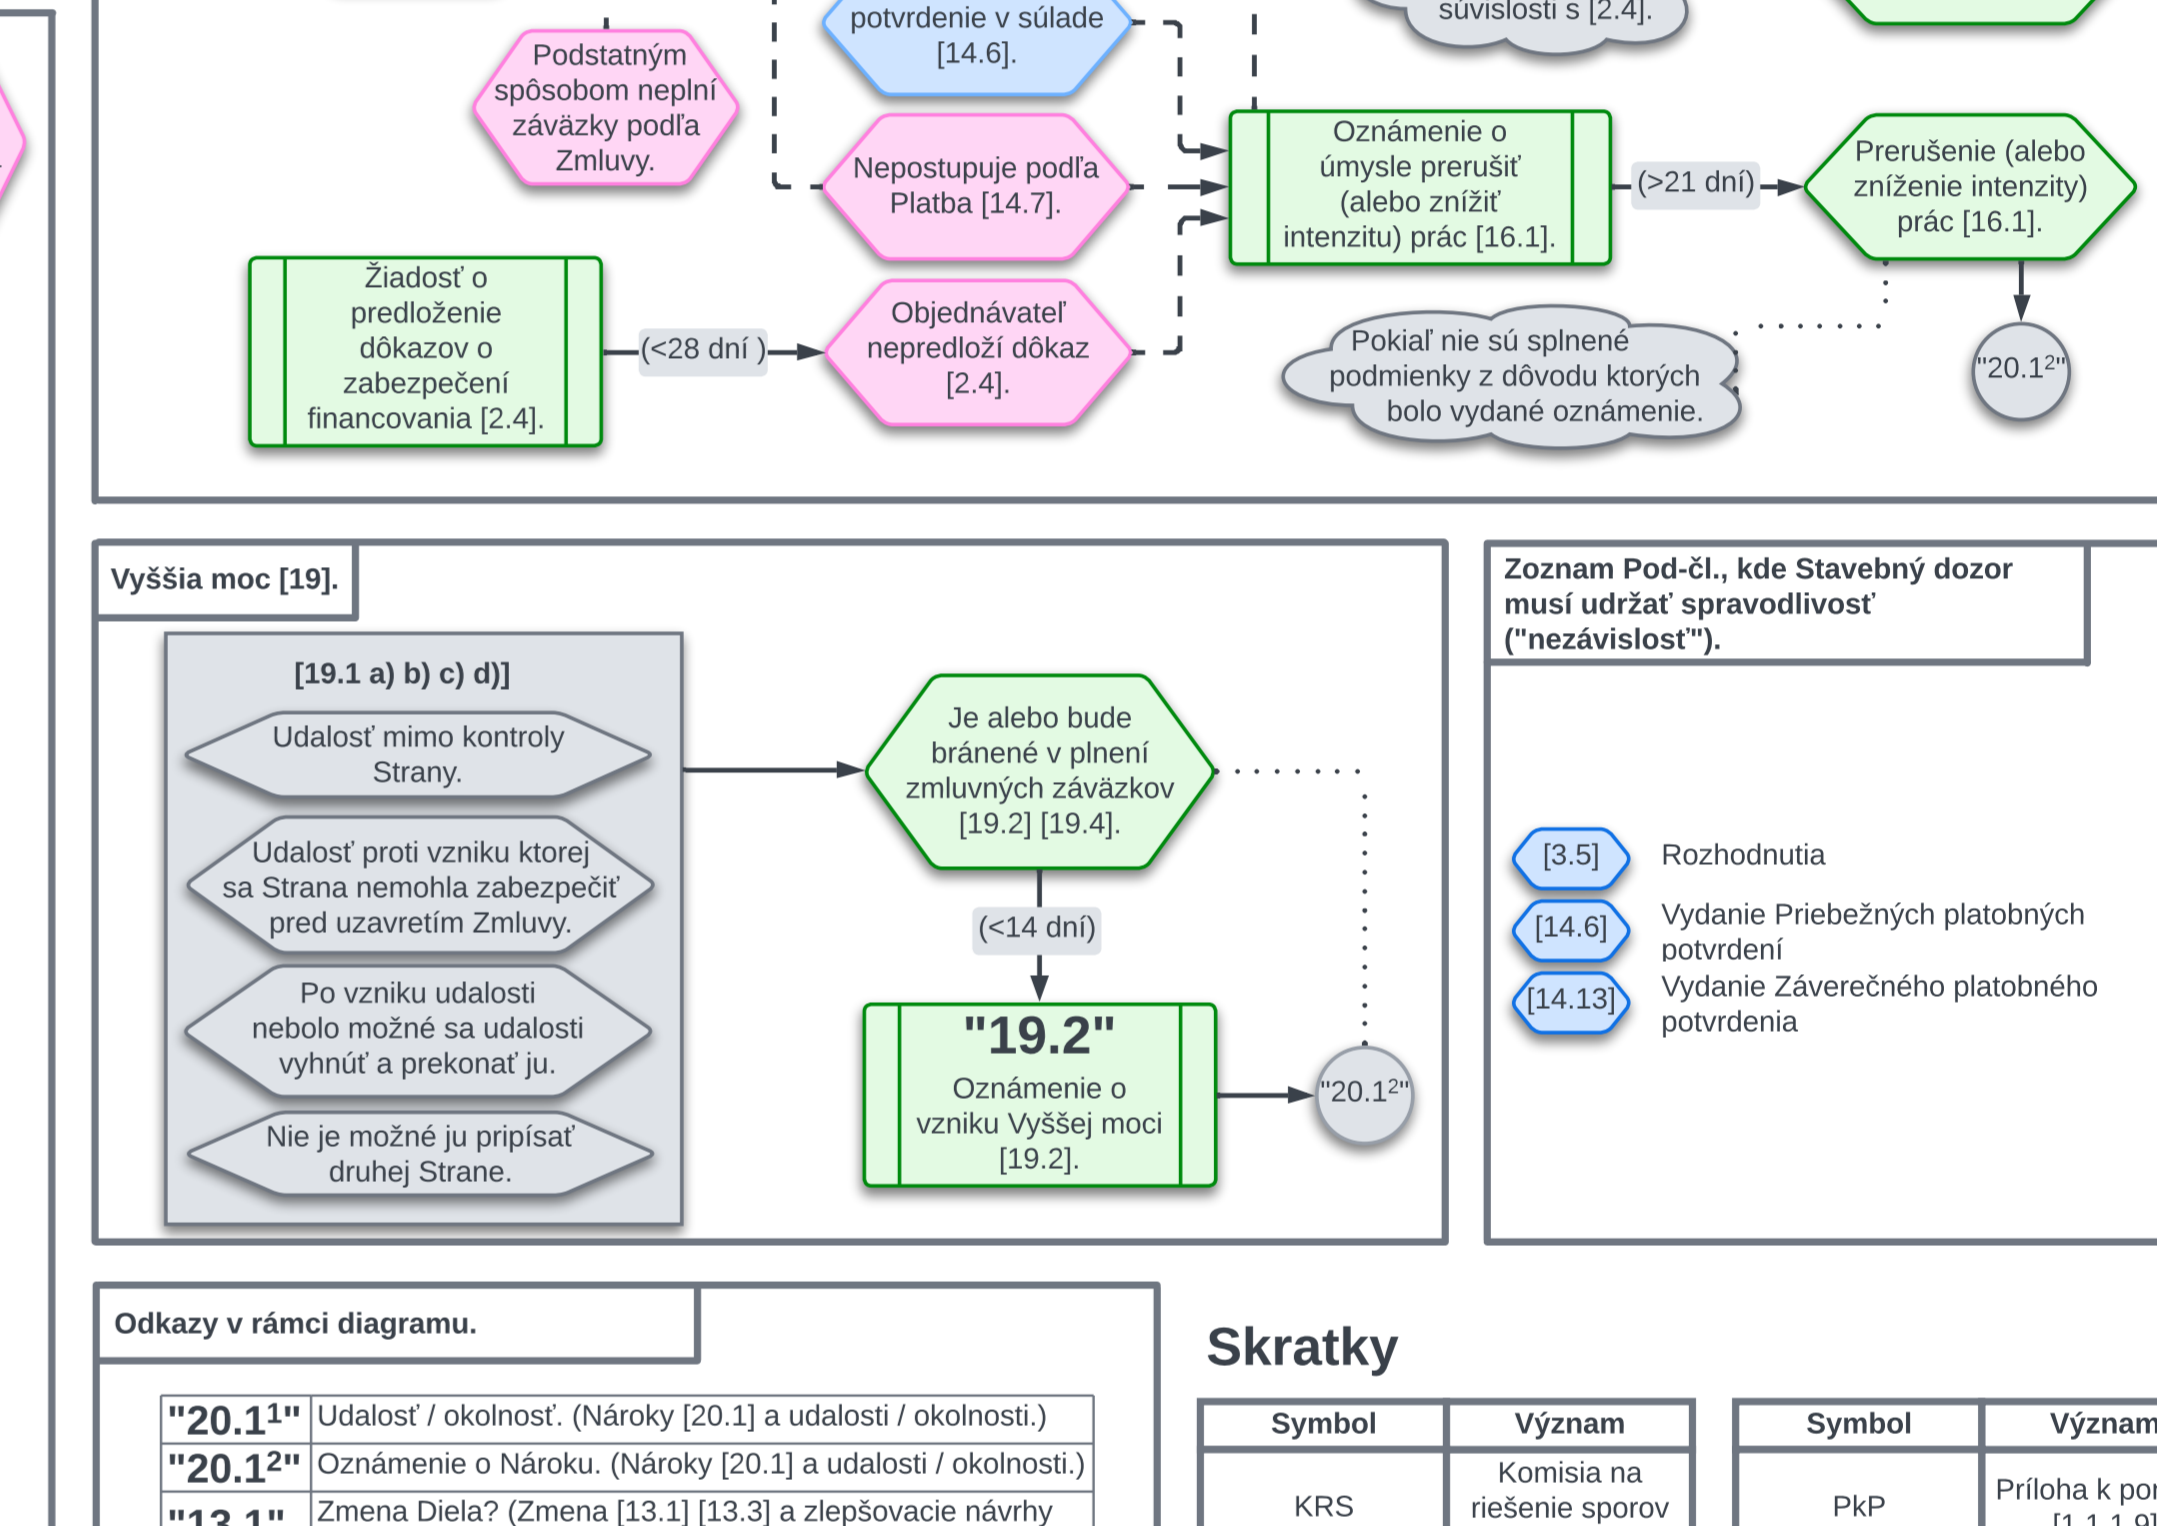 potvrdenie v súlade
[14.6].
súvislosti s [2.4].
Podstatným
spôsobom neplní
záväzky podľa
Zmluvy.
Nepostupuje podľa
Platba [14.7].
Oznámenie o
úmysle prerušiť
(alebo znížiť
intenzitu) prác [16.1].
(>21 dní)
Prerušenie (alebo
zníženie intenzity)
prác [16.1].
Žiadosť o
predloženie
dôkazov o
zabezpečení
financovania [2.4].
(<28 dní )
Objednávateľ
nepredloží dôkaz
[2.4].
Pokiaľ nie sú splnené
podmienky z dôvodu ktorých
bolo vydané oznámenie.
"20.1²"
Vyššia moc [19].
[19.1 a) b) c) d)]
Udalosť mimo kontroly
Strany.
Udalosť proti vzniku ktorej
sa Strana nemohla zabezpečiť
pred uzavretím Zmluvy.
Po vzniku udalosti
nebolo možné sa udalosti
vyhnúť a prekonať ju.
Nie je možné ju pripísať
druhej Strane.
Je alebo bude
bránené v plnení
zmluvných záväzkov
[19.2] [19.4].
(<14 dní)
"19.2"
Oznámenie o
vzniku Vyššej moci
[19.2].
"20.1²"
Zoznam Pod-čl., kde Stavebný dozor
musí udržať spravodlivosť
("nezávislosť").
[3.5] Rozhodnutia
[14.6] Vydanie Priebežných platobných
potvrdení
[14.13] Vydanie Záverečného platobného
potvrdenia
Odkazy v rámci diagramu.
"20.1¹" Udalosť / okolnosť. (Nároky [20.1] a udalosti / okolnosti.)
"20.1²" Oznámenie o Nároku. (Nároky [20.1] a udalosti / okolnosti.)
"13.1" Zmena Diela? (Zmena [13.1] [13.3] a zlepšovacie návrhy
Skratky
Symbol Význam
KRS Komisia na
riešenie sporov
Symbol Význam
PkP Príloha k
[1.1.1.9]